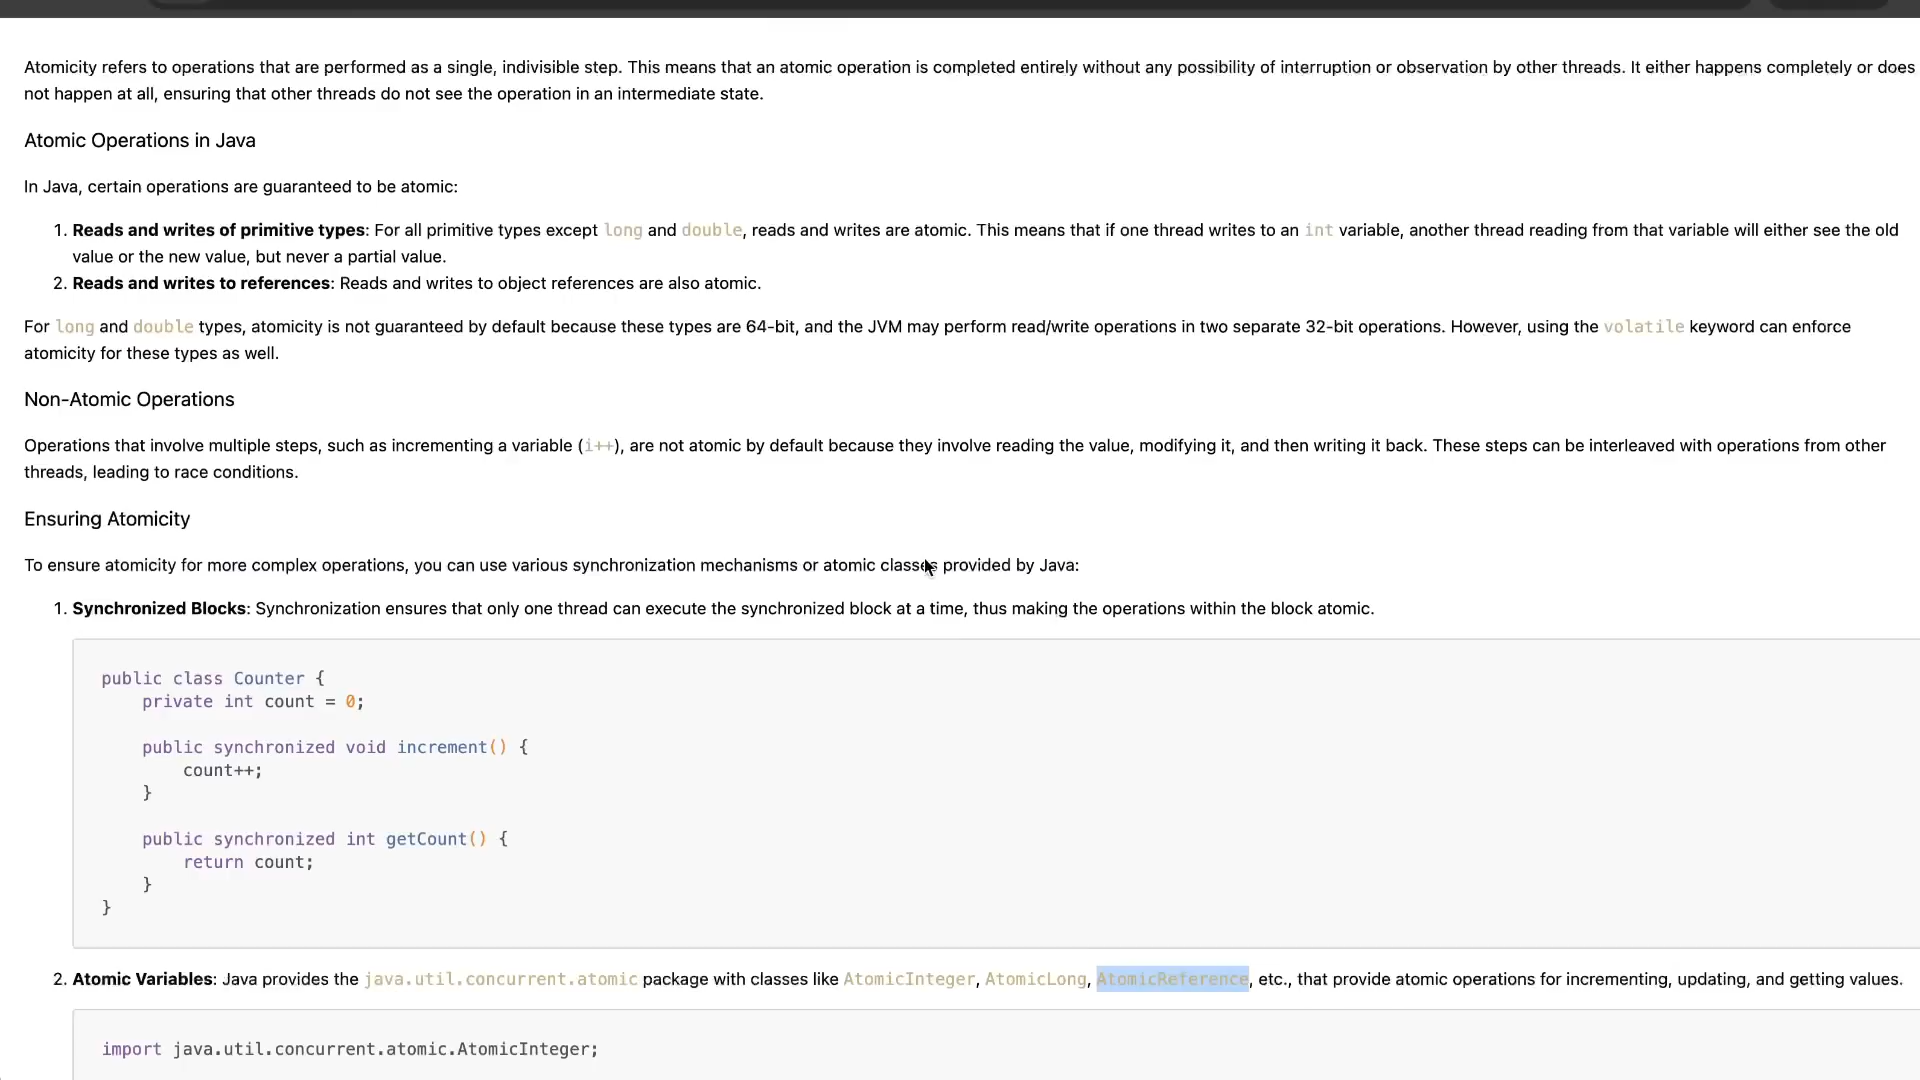 Atomicity refers to operations that are performed as a single, indivisible step. This means that an atomic operation is completed entirely without any possibility of interruption or observation by other threads. It either happens completely or does
not happen at all, ensuring that other threads do not see the operation in an intermediate state.
Atomic Operations in Java
In Java, certain operations are guaranteed to be atomic:
1. Reads and writes of primitive types: For all primitive types except long and double, reads and writes are atomic. This means that if one thread writes to an int variable, another thread reading from that variable will either see the old
value or the new value, but never a partial value.
2. Reads and writes to references: Reads and writes to object references are also atomic.
For long and double types, atomicity is not guaranteed by default because these types are 64-bit, and the JVM may perform read/write operations in two separate 32-bit operations. However, using the volatile keyword can enforce
atomicity for these types as well.
Non-Atomic Operations
Operations that involve multiple steps, such as incrementing a variable (i++), are not atomic by default because they involve reading the value, modifying it, and then writing it back. These steps can be interleaved with operations from other
threads, leading to race conditions.
Ensuring Atomicity
To ensure atomicity for more complex operations, you can use various synchronization mechanisms or atomic classes provided by Java:
1. Synchronized Blocks: Synchronization ensures that only one thread can execute the synchronized block at a time, thus making the operations within the block atomic.
public class Counter {
    private int count = 0;
    public synchronized void increment() {
        count++;
    }
    public synchronized int getCount() {
        return count;
    }
}
2. Atomic Variables: Java provides the java.util.concurrent.atomic package with classes like AtomicInteger, AtomicLong, AtomicReference, etc., that provide atomic operations for incrementing, updating, and getting values.
import java.util.concurrent.atomic.AtomicInteger;